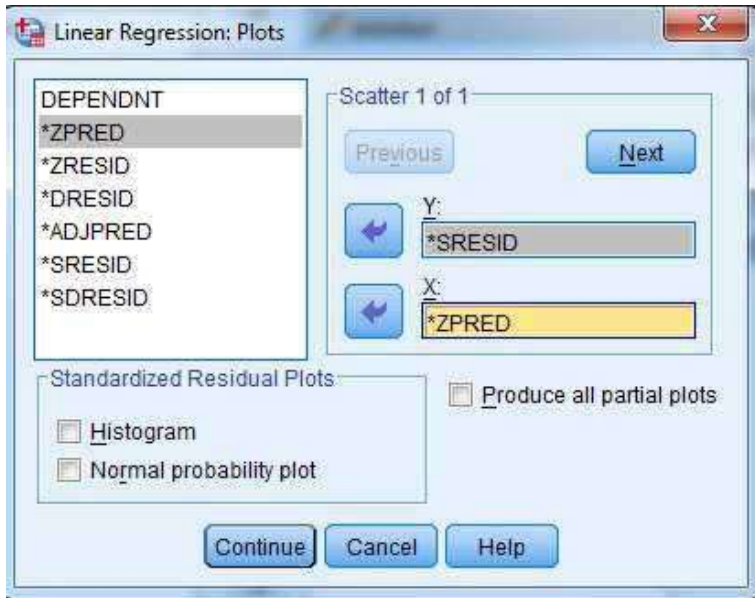 Linear Regression: Plots
DEPENDNT
*ZPRED
*ZRESID
*DRESID
*ADJPRED
*SRESID
*SDRESID
Scatter 1 of 1
Previous
Next
Y:
*SRESID
X:
*ZPRED
Standardized Residual Plots
Histogram
Normal probability plot
Produce all partial plots
Continue
Cancel
Help